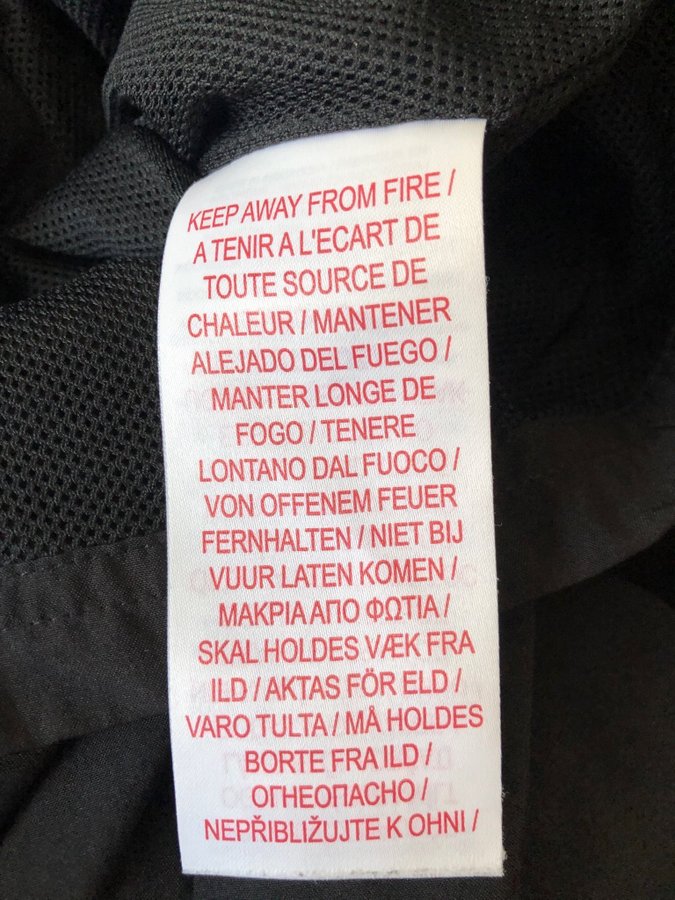 KEEP AWAY FROM FIRE /
A TENIR A L'ECART DE
TOUTE SOURCE DE
CHALEUR / MANTENER
ALEJADO DEL FUEGO /
MANTER LONGE DE
FOGO / TENERE
LONTANO DAL FUOCO /
VON OFFENEM FEUER
FERNHALTEN / NIET BIJ
VUUR LATEN KOMEN /
ΜΑΚΡΙΑ ΑΠΟ ΦΩΤΙΑ /
SKAL HOLDES VÆK FRA
ILD / AKTAS FÖR ELD /
VARO TULTA / MÅ HOLDES
BORTE FRA ILD /
ОГНЕОПАСНО /
NEPŘIBLIŽUJTE K OHNI /